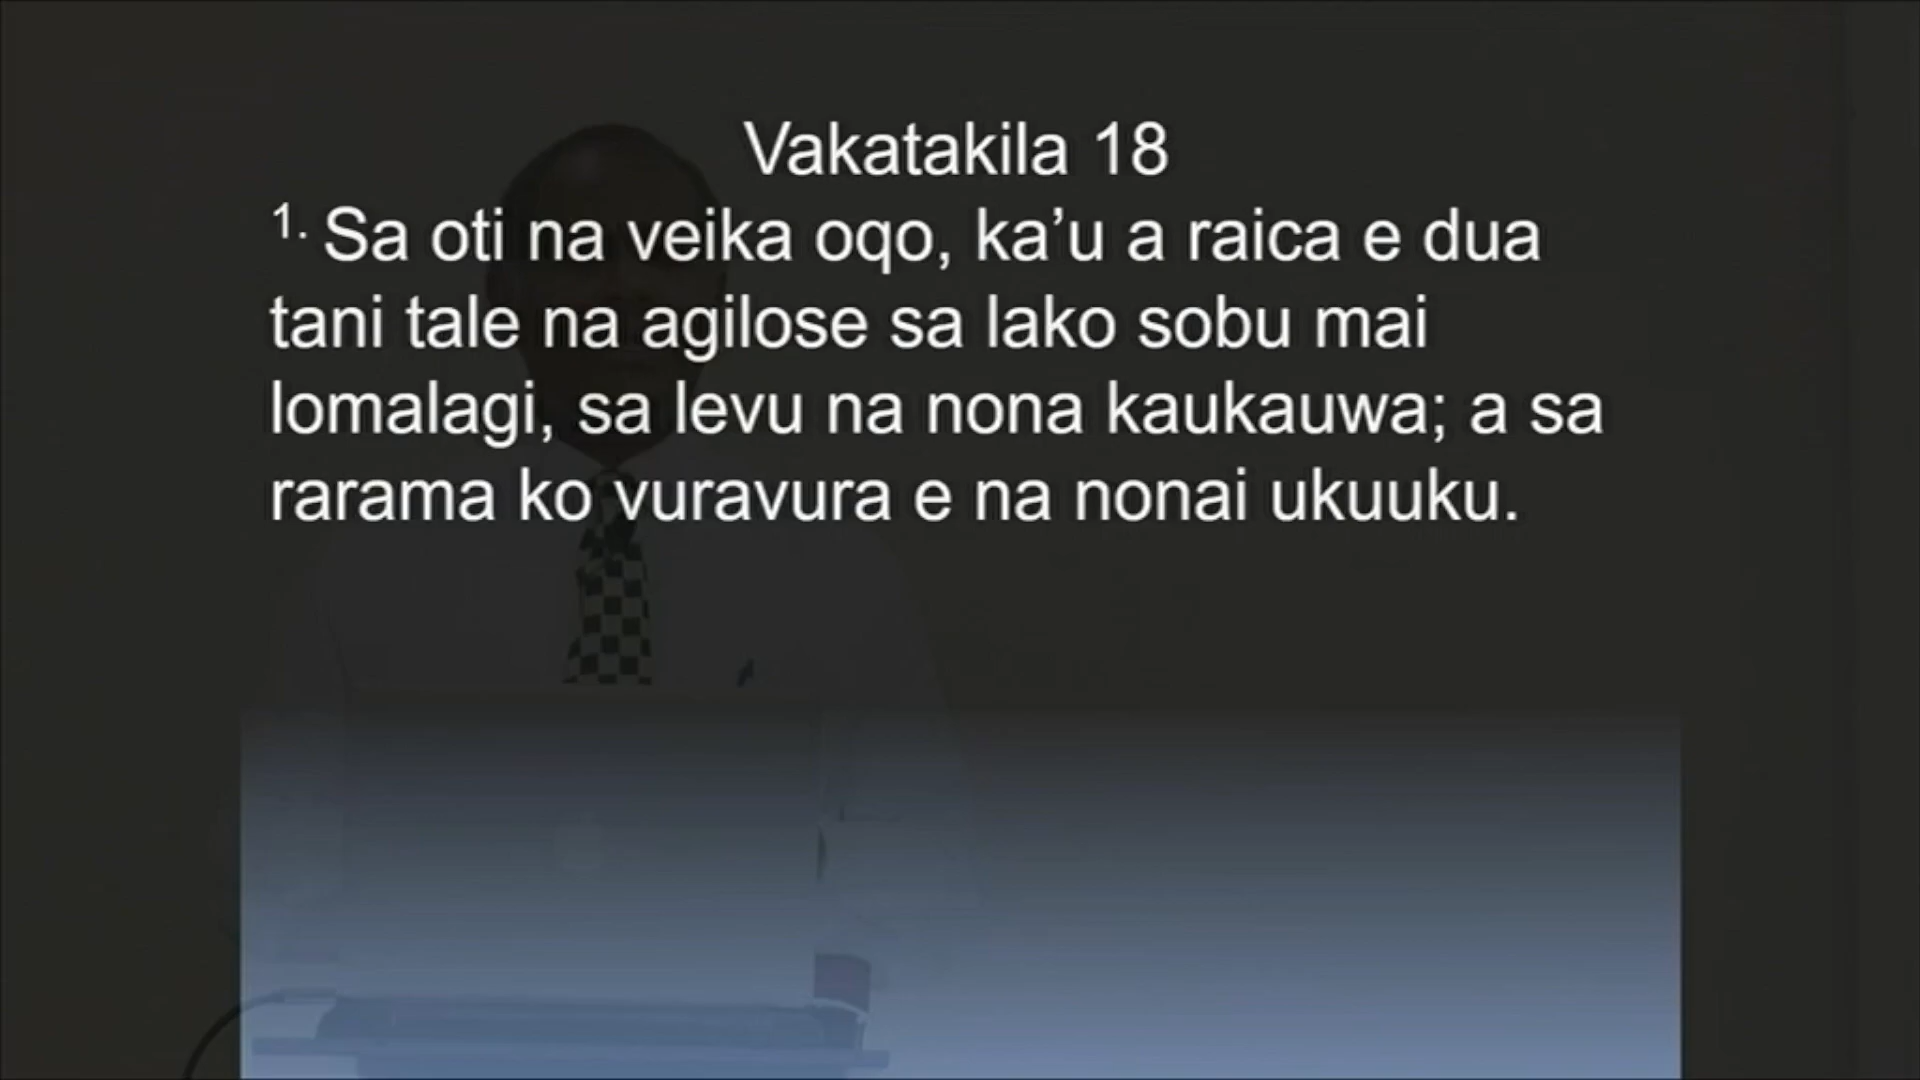 Vakatakila 18
1. Sa oti na veika oqo, ka’u a raica e dua
tani tale na agilose sa lako sobu mai
lomalagi, sa levu na nona kaukauwa; a sa
rarama ko vuravura e na nonai ukuuku.